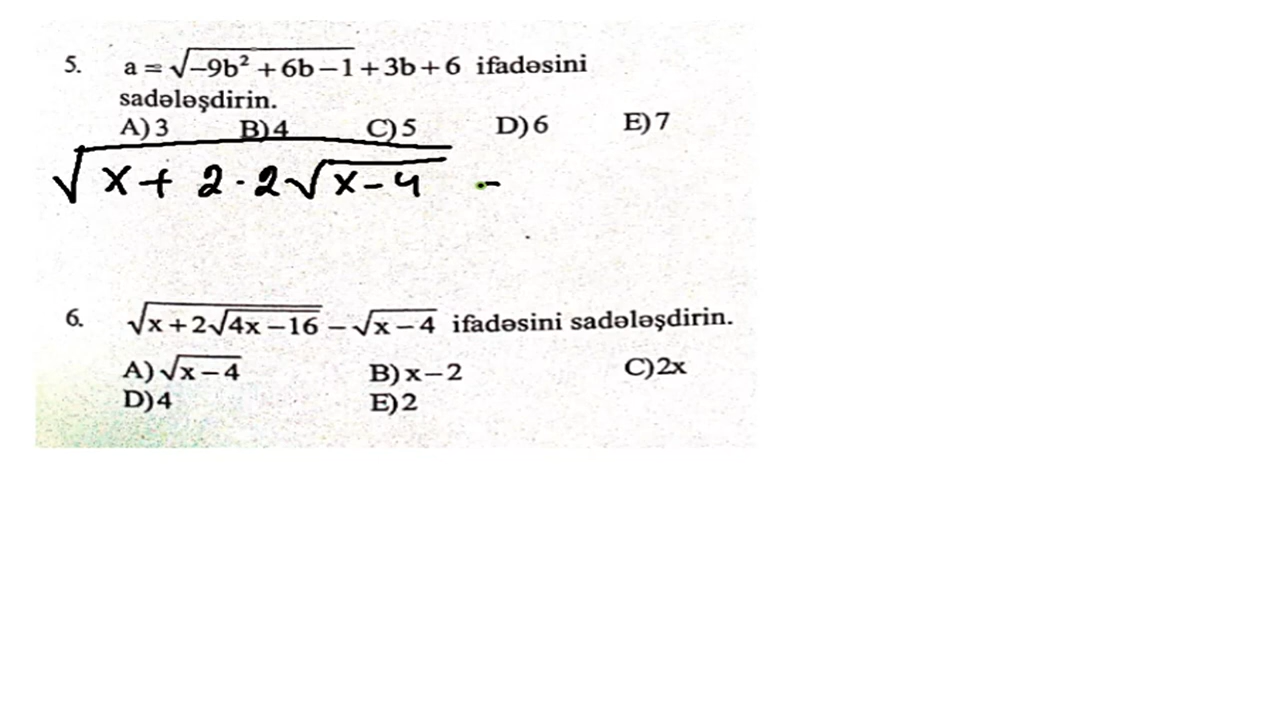 5. a = √(-9b² + 6b - 1) + 3b + 6 ifadəsini
sadələşdirin.
A) 3 B) 4 C) 5 D) 6 E) 7
√(x + 2 · 2√(x - 4)) -
6. √(x + 2√(4x - 16)) - √(x - 4) ifadəsini sadələşdirin.
A) √(x - 4) B) x - 2 C) 2x
D) 4 E) 2